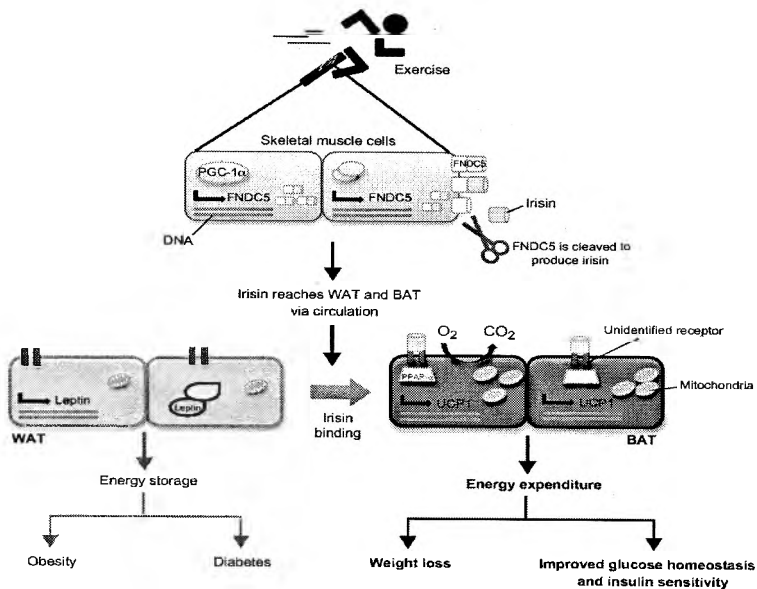 Exercise
Skeletal muscle cells
PGC-1α
FNDC5
FNDC5
FNDC5
Irisin
DNA
FNDC5 is cleaved to
produce irisin
Irisin reaches WAT and BAT
via circulation
O2
CO2
Unidentified receptor
Leptin
Leptin
Irisin
binding
UCP1
UCP1
Mitochondria
WAT
BAT
Energy storage
Energy expenditure
Obesity
Diabetes
Weight loss
Improved glucose homeostasis
and insulin sensitivity